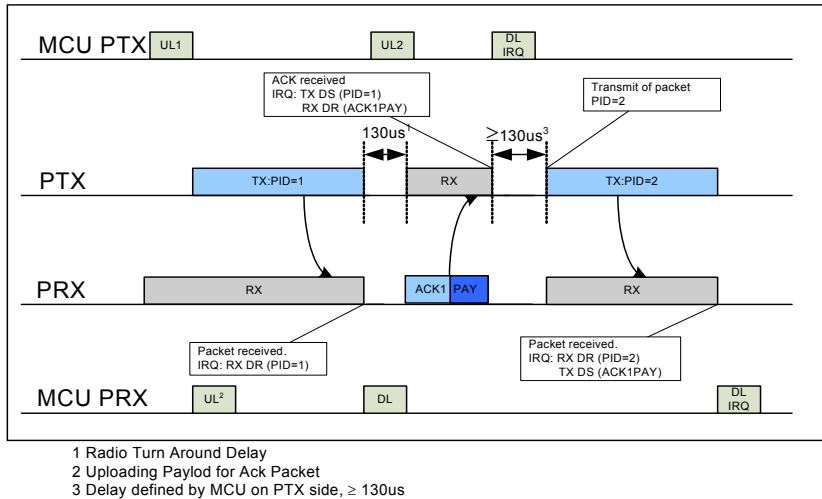 MCU PTX
UL1
UL2
DL
IRQ
ACK received
IRQ: TX DS (PID=1)
RX DR (ACK1PAY)
Transmit of packet
PID=2
130us1
≥130us3
PTX
TX:PID=1
RX
TX:PID=2
PRX
RX
ACK1
PAY
RX
Packet received.
IRQ: RX DR (PID=1)
Packet received.
IRQ: RX DR (PID=2)
TX DS (ACK1PAY)
MCU PRX
UL2
DL
DL
IRQ
1 Radio Turn Around Delay
2 Uploading Paylod for Ack Packet
3 Delay defined by MCU on PTX side, ≥ 130us